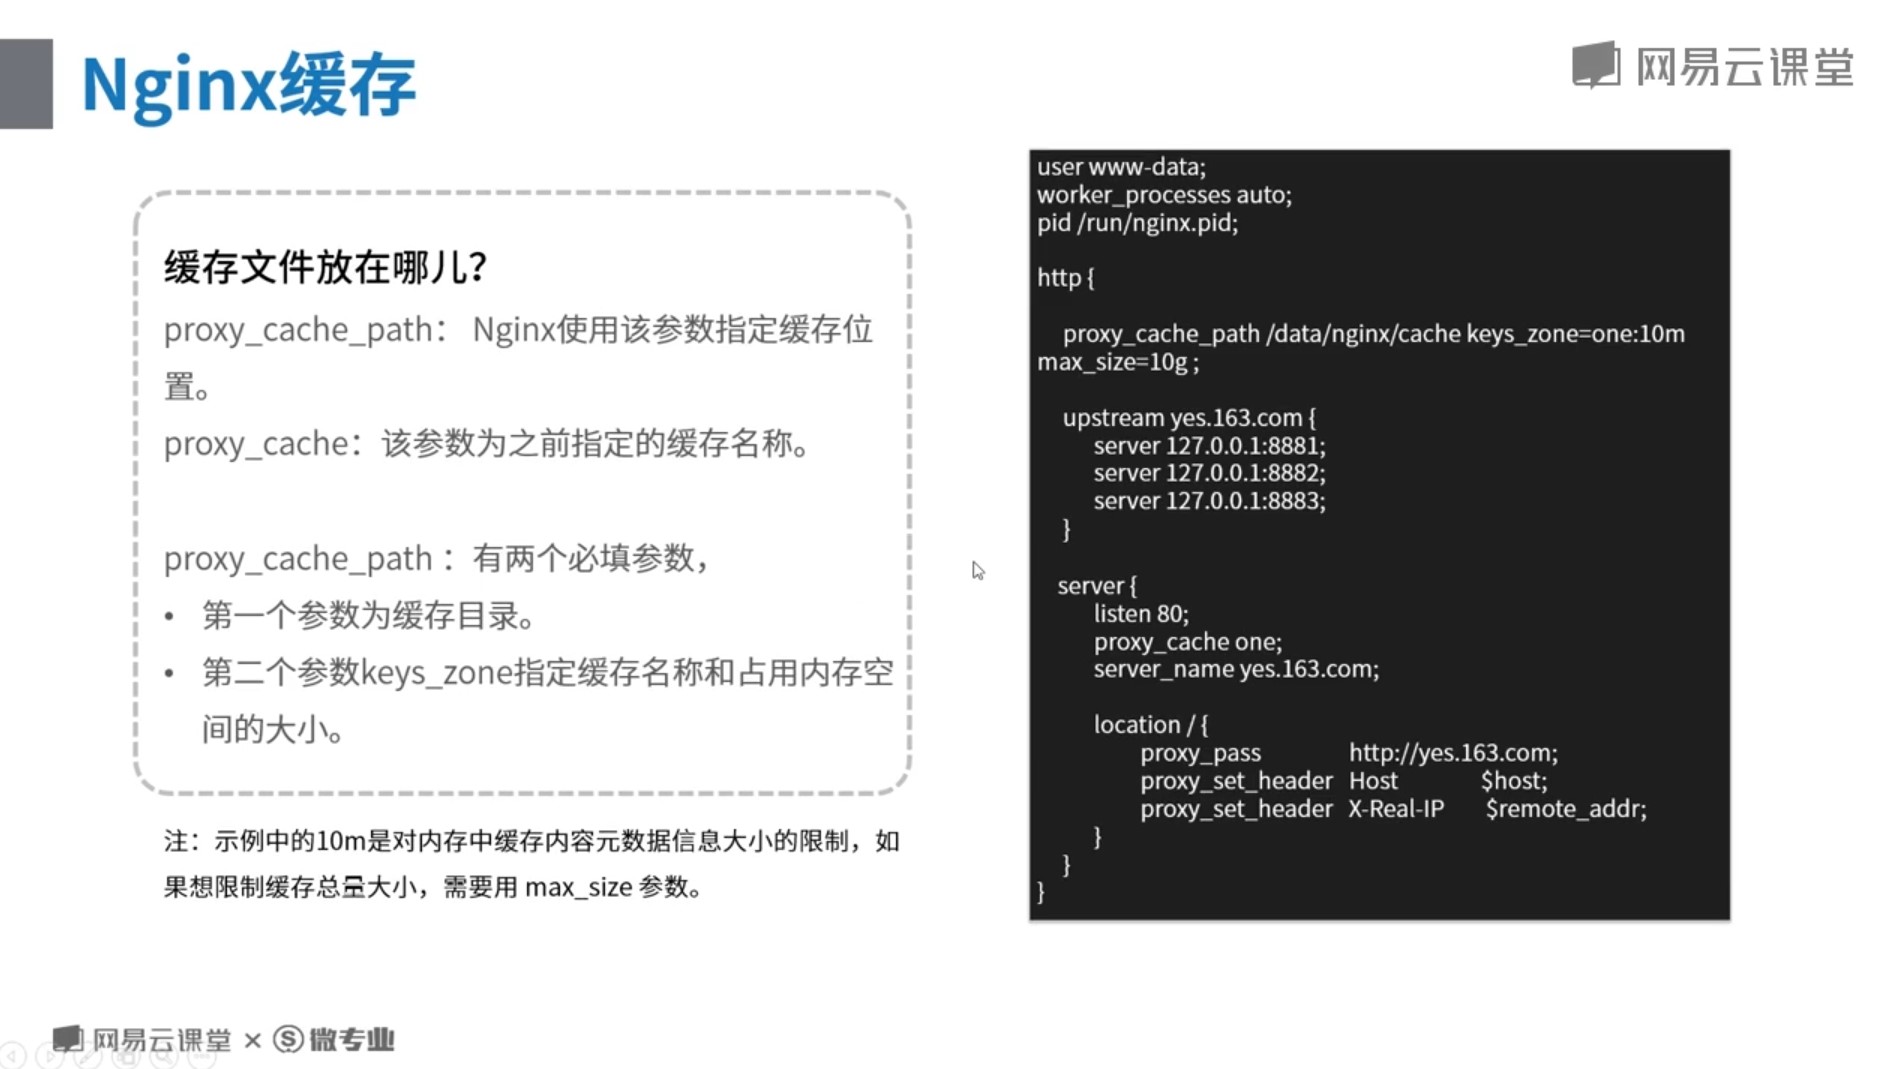 Nginx缓存
网易云课堂
缓存文件放在哪儿？
proxy_cache_path： Nginx使用该参数指定缓存位
置。
proxy_cache：该参数为之前指定的缓存名称。
proxy_cache_path ：有两个必填参数，
• 第一个参数为缓存目录。
• 第二个参数keys_zone指定缓存名称和占用内存空
间的大小。
注：示例中的10m是对内存中缓存内容元数据信息大小的限制，如
果想限制缓存总量大小，需要用 max_size 参数。
user www-data;
worker_processes auto;
pid /run/nginx.pid;
http {
proxy_cache_path /data/nginx/cache keys_zone=one:10m
max_size=10g ;
upstream yes.163.com {
server 127.0.0.1:8881;
server 127.0.0.1:8882;
server 127.0.0.1:8883;
}
server {
listen 80;
proxy_cache one;
server_name yes.163.com;
location / {
proxy_pass http://yes.163.com;
proxy_set_header Host $host;
proxy_set_header X-Real-IP $remote_addr;
}
}
}
网易云课堂 × 微专业